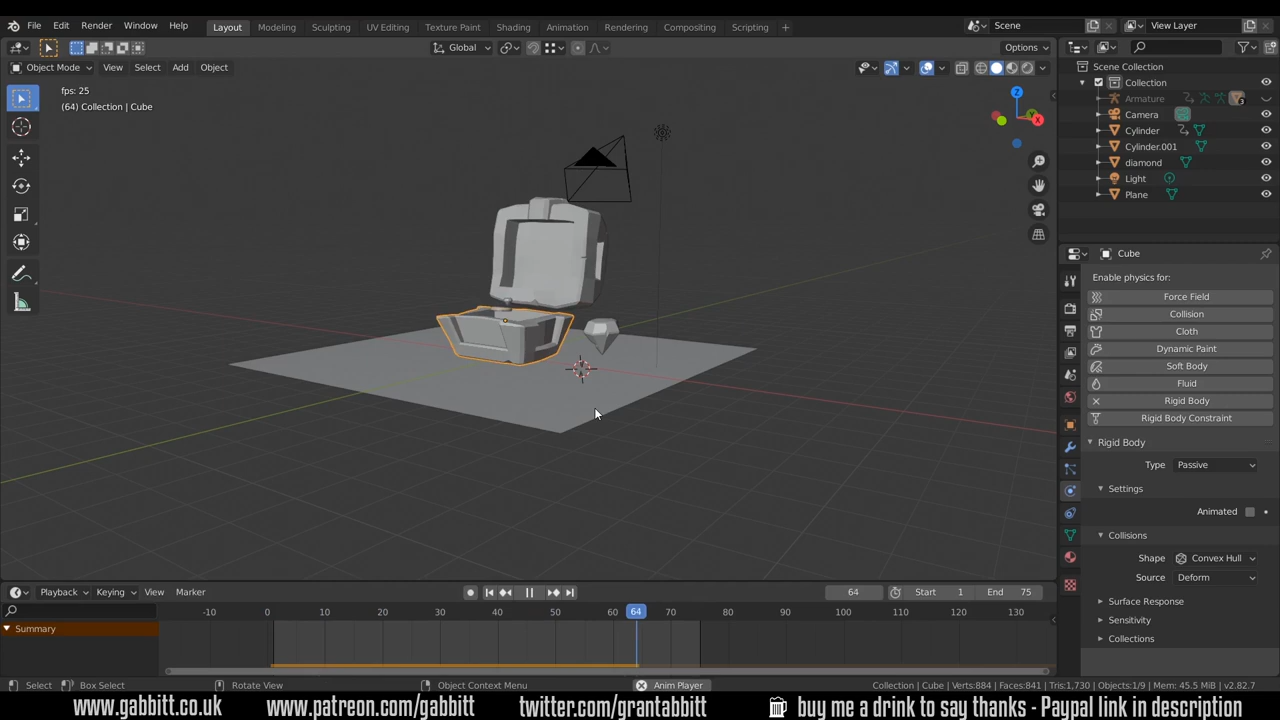 File Edit Render Window Help Layout Modeling Sculpting UV Editing Texture Paint Shading Animation Rendering Compositing Scripting + Scene View Layer
Global Options
Object Mode View Select Add Object
fps: 25
(64) Collection | Cube
Z
Y
X
Scene Collection
Collection
Armature 3
Camera
Cylinder
Cylinder.001
diamond
Light
Plane
Cube
Enable physics for:
Force Field
Collision
Cloth
Dynamic Paint
Soft Body
Fluid
Rigid Body
Rigid Body Constraint
Rigid Body
Type Passive
Settings
Animated
Collisions
Shape Convex Hull
Source Deform
Surface Response
Sensitivity
Collections
Playback Keying View Marker 64 Start 1 End 75
-10 0 10 20 30 40 50 60 64 70 80 90 100 110 120 130
Summary
Select Box Select Rotate View Object Context Menu Anim Player Collection | Cube | Verts:884 | Faces:841 | Tris:1,730 | Objects:1/9 | Mem: 45.5 MiB | v2.82.7
www.gabbitt.co.uk www.patreon.com/gabbitt twitter.com/grantabbitt buy me a drink to say thanks - Paypal link in description